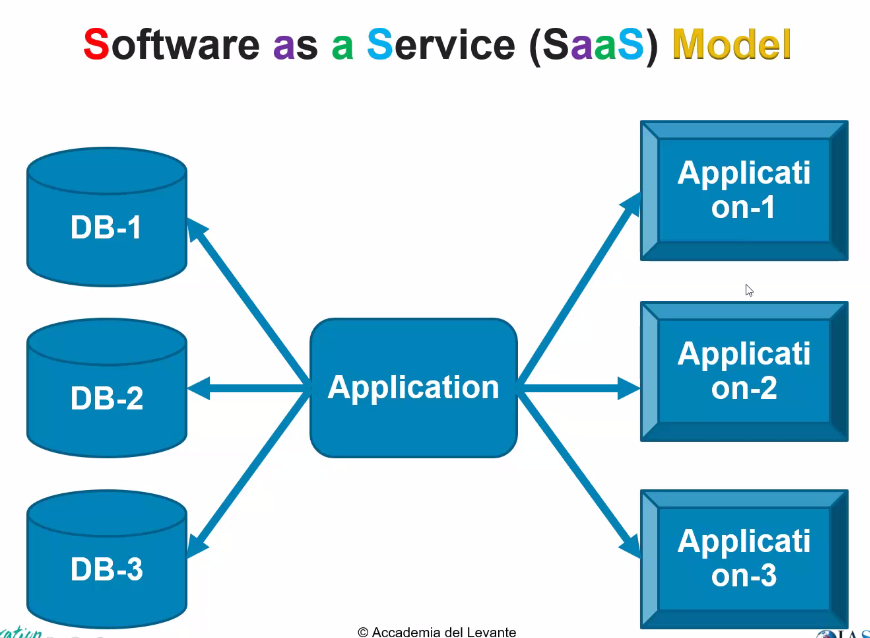 Software as a Service (SaaS) Model
DB-1
DB-2
DB-3
Application
Applicati
on-1
Applicati
on-2
Applicati
on-3
© Accademia del Levante